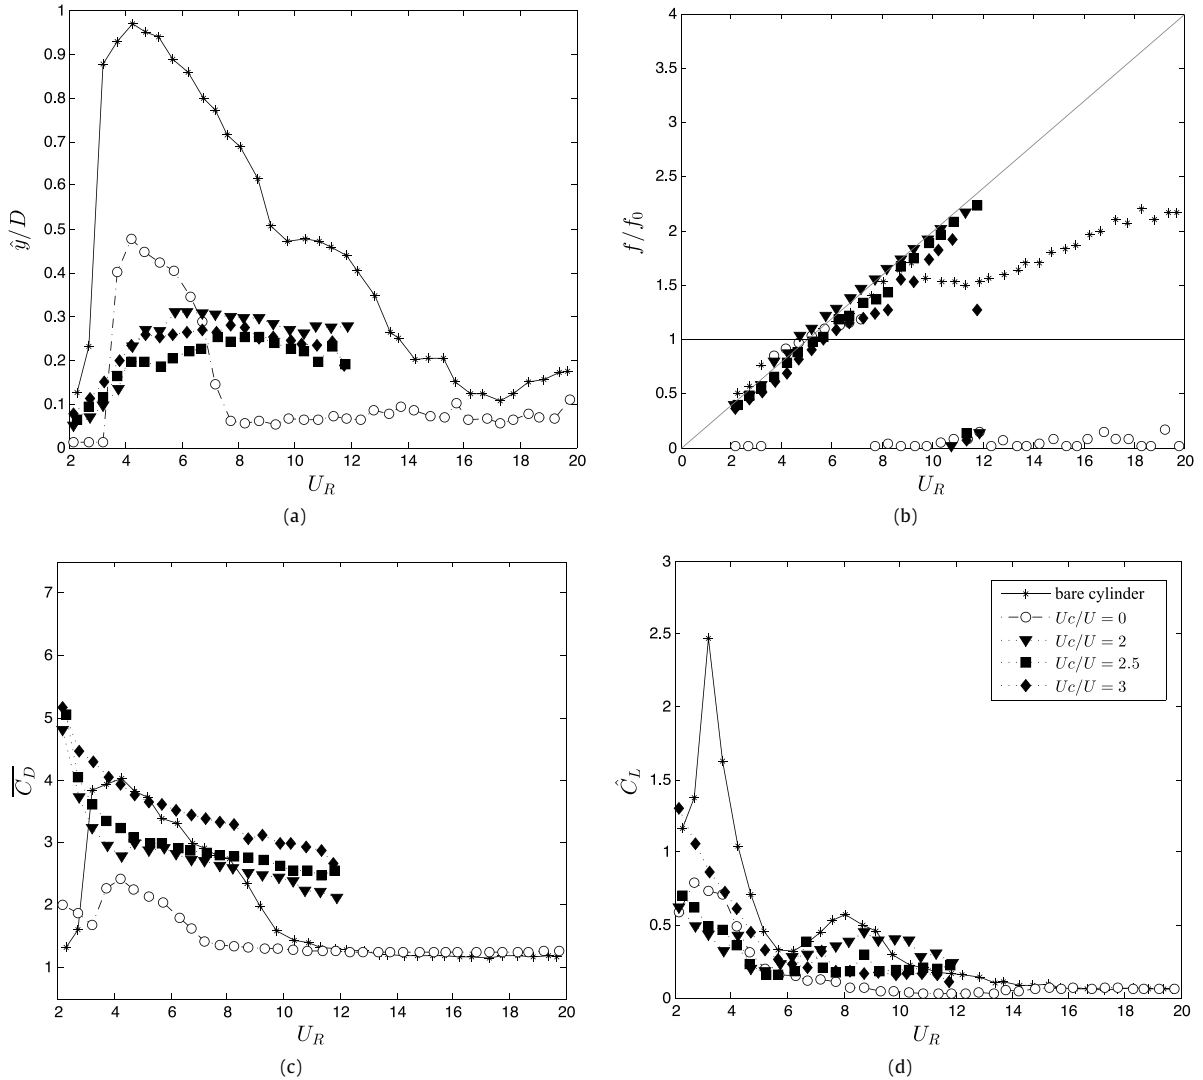 1
0.9
0.8
0.7
0.6
0.5
0.4
0.3
0.2
0.1
0
ŷ/D
2 4 6 8 10 12 14 16 18 20
U_R
(a)
4
3.5
3
2.5
2
1.5
1
0.5
0
f/f_0
0 2 4 6 8 10 12 14 16 18 20
U_R
(b)
7
6
5
4
3
2
1
\overline{C_D}
2 4 6 8 10 12 14 16 18 20
U_R
(c)
3
2.5
2
1.5
1
0.5
0
Ĉ_L
bare cylinder
Uc/U = 0
Uc/U = 2
Uc/U = 2.5
Uc/U = 3
2 4 6 8 10 12 14 16 18 20
U_R
(d)